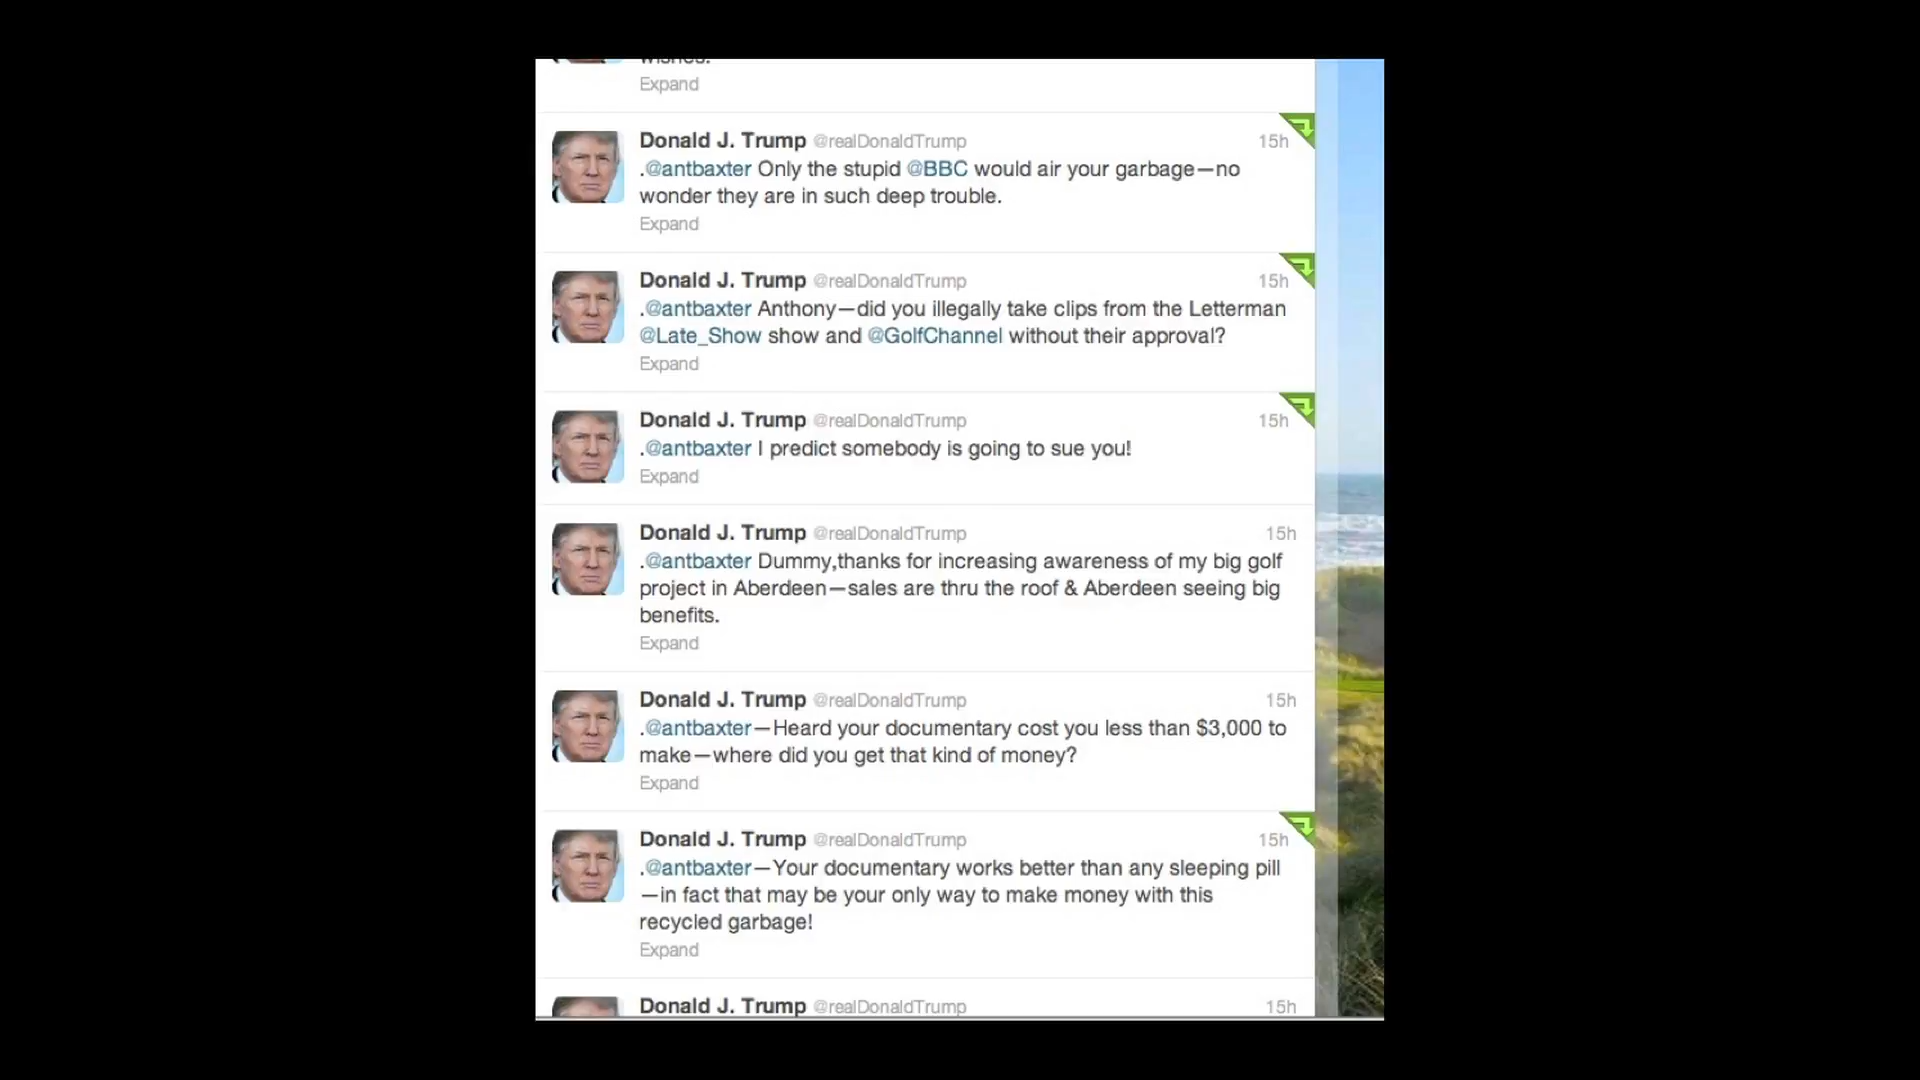 wishes.
Expand
Donald J. Trump @realDonaldTrump 15h
.@antbaxter Only the stupid @BBC would air your garbage—no
wonder they are in such deep trouble.
Expand
Donald J. Trump @realDonaldTrump 15h
.@antbaxter Anthony—did you illegally take clips from the Letterman
@Late_Show show and @GolfChannel without their approval?
Expand
Donald J. Trump @realDonaldTrump 15h
.@antbaxter I predict somebody is going to sue you!
Expand
Donald J. Trump @realDonaldTrump 15h
.@antbaxter Dummy,thanks for increasing awareness of my big golf
project in Aberdeen—sales are thru the roof & Aberdeen seeing big
benefits.
Expand
Donald J. Trump @realDonaldTrump 15h
.@antbaxter—Heard your documentary cost you less than $3,000 to
make—where did you get that kind of money?
Expand
Donald J. Trump @realDonaldTrump 15h
.@antbaxter—Your documentary works better than any sleeping pill
—in fact that may be your only way to make money with this
recycled garbage!
Expand
Donald J. Trump @realDonaldTrump 15h